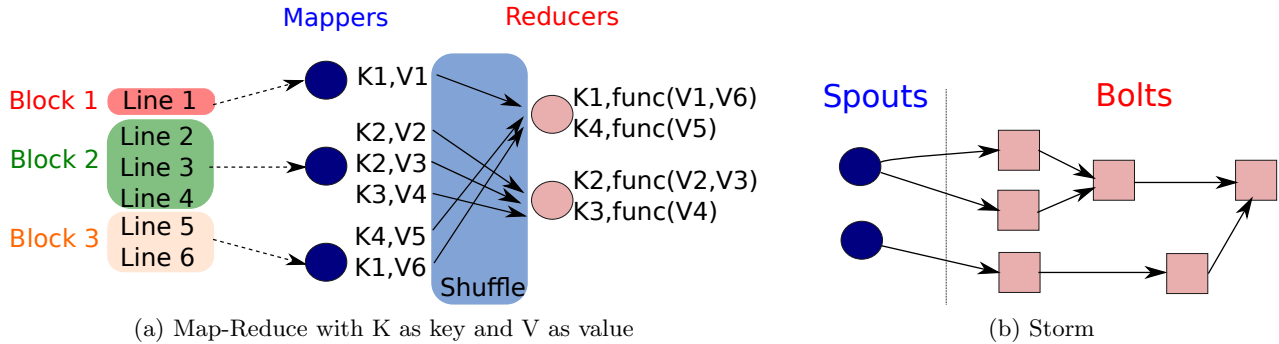 Mappers
Reducers
Block 1
Line 1
Block 2
Line 2
Line 3
Line 4
Block 3
Line 5
Line 6
K1,V1
K2,V2
K2,V3
K3,V4
K4,V5
K1,V6
Shuffle
K1,func(V1,V6)
K4,func(V5)
K2,func(V2,V3)
K3,func(V4)
(a) Map-Reduce with K as key and V as value
Spouts
Bolts
(b) Storm